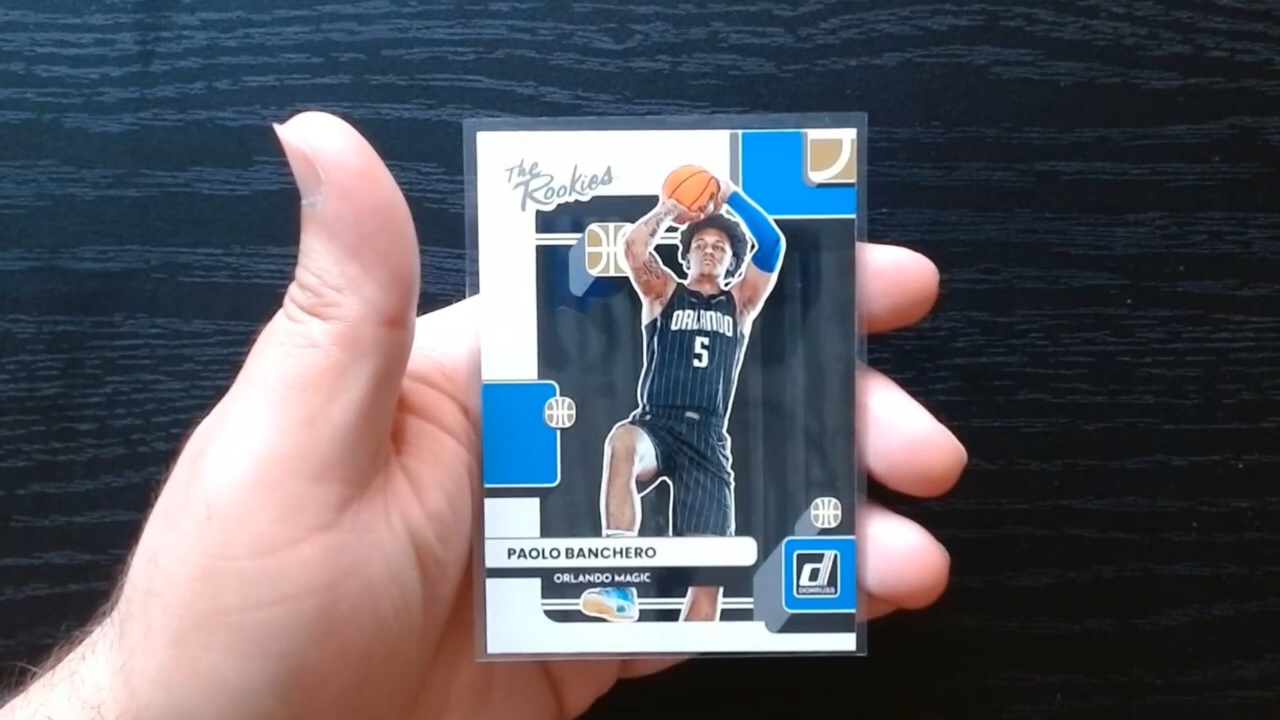 The
Rookies
ORLANDO
5
PAOLO BANCHERO
ORLANDO MAGIC
d
DONRUSS